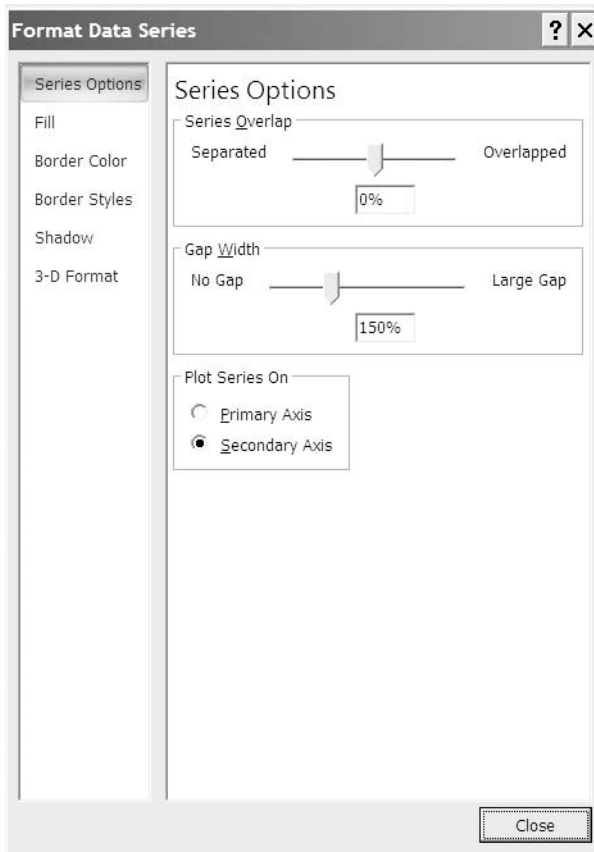 Format Data Series
?
Series Options
Fill
Border Color
Border Styles
Shadow
3-D Format
Series Options
Series Overlap
Separated Overlapped
0%
Gap Width
No Gap Large Gap
150%
Plot Series On
Primary Axis
Secondary Axis
Close